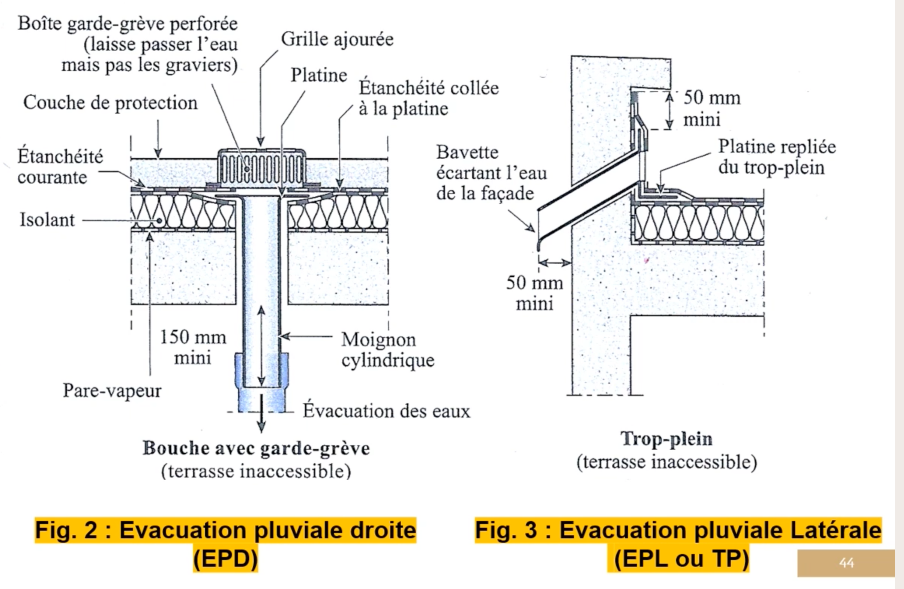 Boîte garde-grève perforée
(laisse passer l'eau
mais pas les graviers)
Grille ajourée
Platine
Étanchéité collée
à la platine
Couche de protection
Étanchéité
courante
Isolant
150 mm
mini
Moignon
cylindrique
Pare-vapeur
Évacuation des eaux
Bouche avec garde-grève
(terrasse inaccessible)
50 mm
mini
Platine repliée
du trop-plein
Bavette
écartant l'eau
de la façade
50 mm
mini
Trop-plein
(terrasse inaccessible)
Fig. 2 : Evacuation pluviale droite
(EPD)
Fig. 3 : Evacuation pluviale Latérale
(EPL ou TP)
44